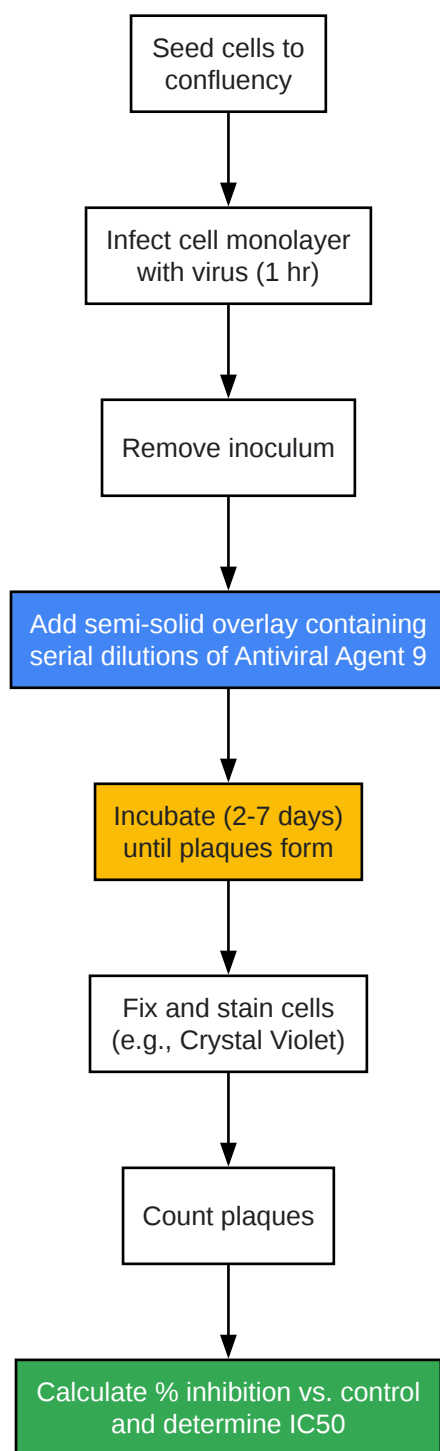 Seed cells to
confluency
Infect cell monolayer
with virus (1 hr)
Remove inoculum
Add semi-solid overlay containing
serial dilutions of Antiviral Agent 9
Incubate (2-7 days)
until plaques form
Fix and stain cells
(e.g., Crystal Violet)
Count plaques
Calculate % inhibition vs. control
and determine IC50